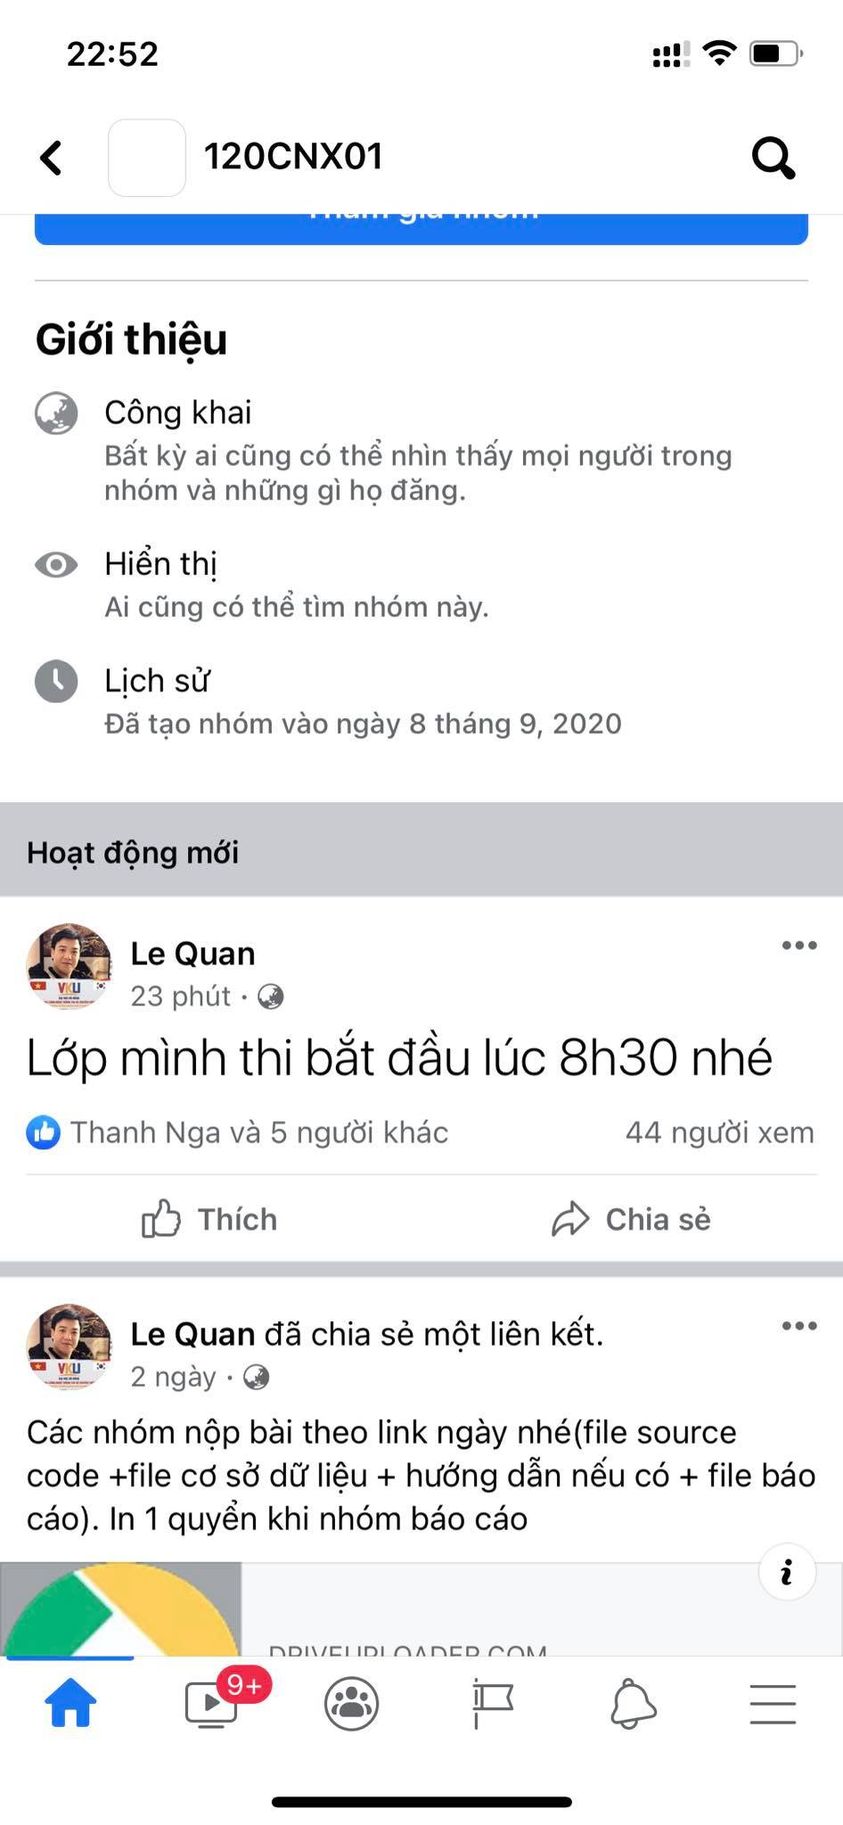 22:52
120CNX01
Tham gia nhóm
Giới thiệu
Công khai
Bất kỳ ai cũng có thể nhìn thấy mọi người trong
nhóm và những gì họ đăng.
Hiển thị
Ai cũng có thể tìm nhóm này.
Lịch sử
Đã tạo nhóm vào ngày 8 tháng 9, 2020
Hoạt động mới
Le Quan
23 phút ·
VKU
Lớp mình thi bắt đầu lúc 8h30 nhé
Thanh Nga và 5 người khác
44 người xem
Thích
Chia sẻ
Le Quan đã chia sẻ một liên kết.
2 ngày ·
VKU
Các nhóm nộp bài theo link ngày nhé(file source
code +file cơ sở dữ liệu + hướng dẫn nếu có + file báo
cáo). In 1 quyển khi nhóm báo cáo
DRIVEUPLOADER.COM
9+